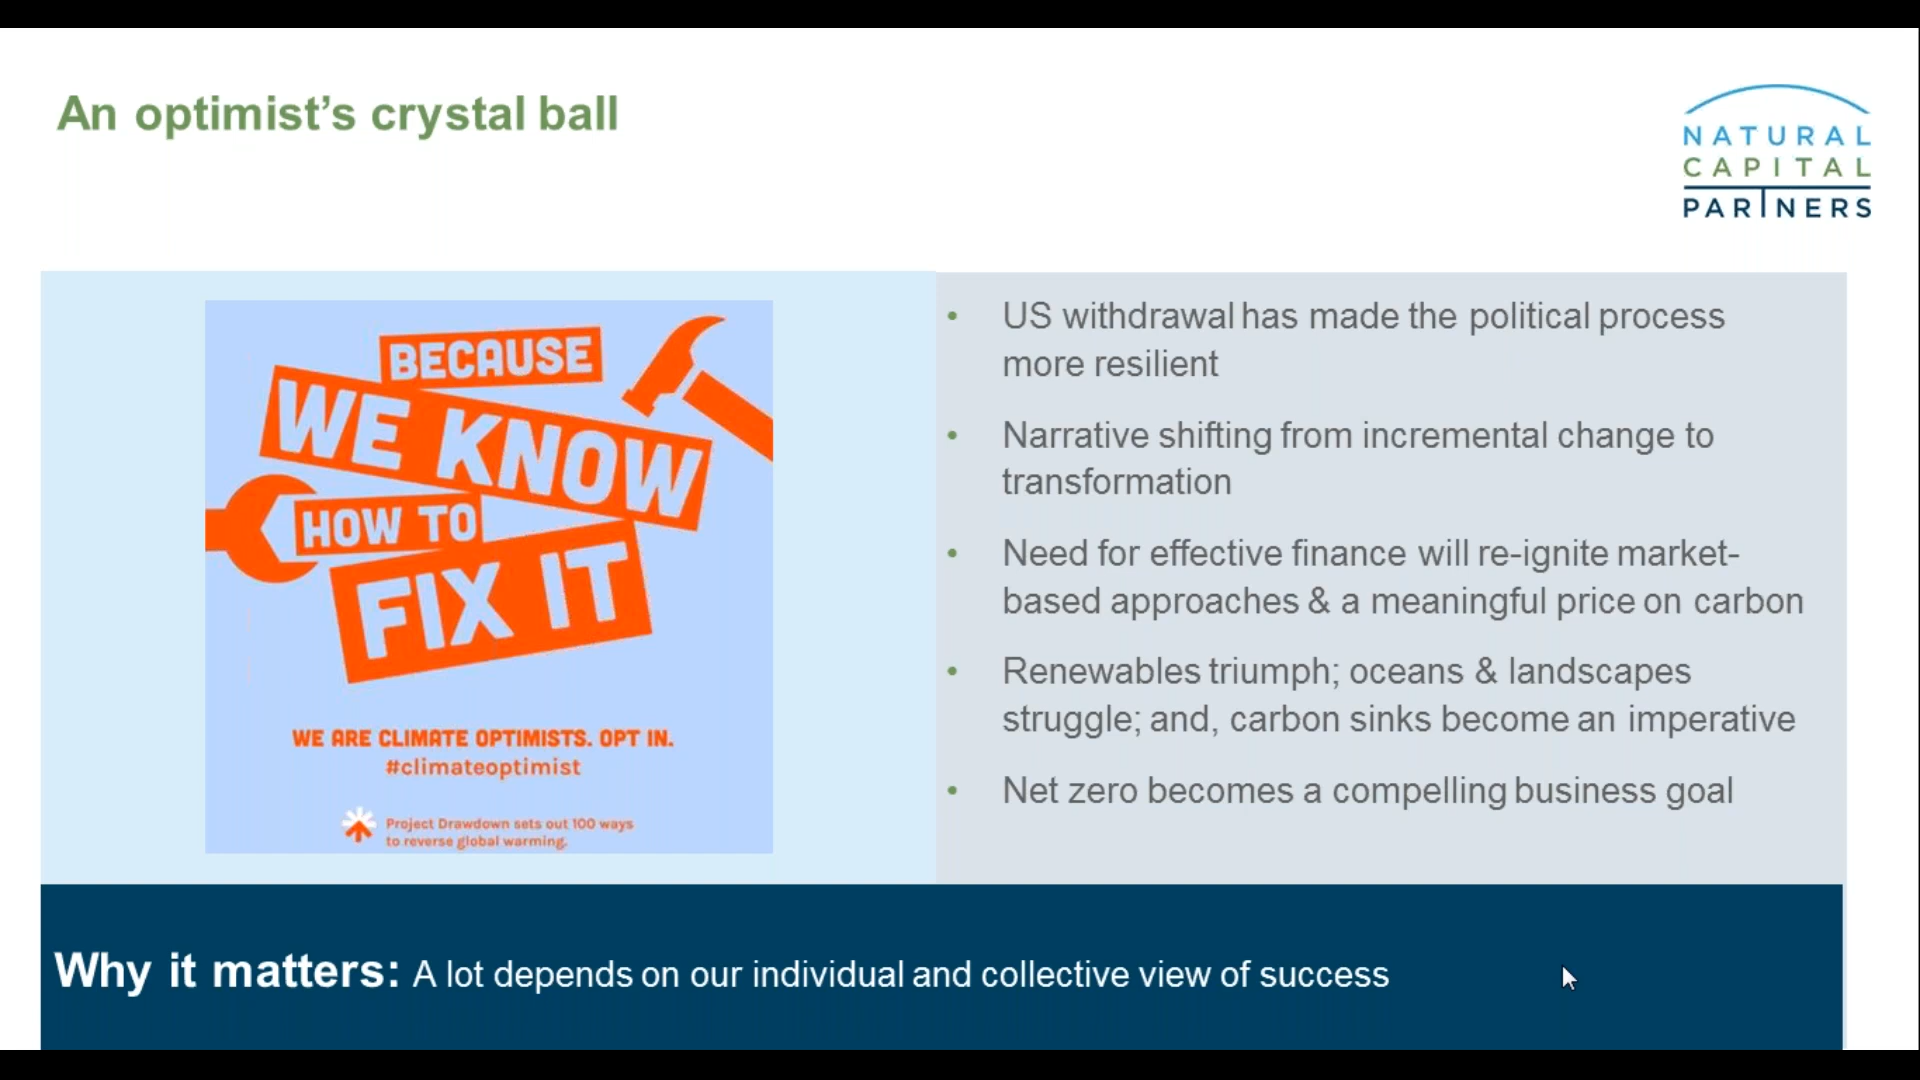 An optimist’s crystal ball
NATURAL
CAPITAL
PARTNERS
BECAUSE
WE KNOW
HOW TO
FIX IT
WE ARE CLIMATE OPTIMISTS. OPT IN.
#climateoptimist
Project Drawdown sets out 100 ways
to reverse global warming.
• US withdrawal has made the political process
more resilient
• Narrative shifting from incremental change to
transformation
• Need for effective finance will re-ignite market-
based approaches & a meaningful price on carbon
• Renewables triumph; oceans & landscapes
struggle; and, carbon sinks become an imperative
• Net zero becomes a compelling business goal
Why it matters: A lot depends on our individual and collective view of success